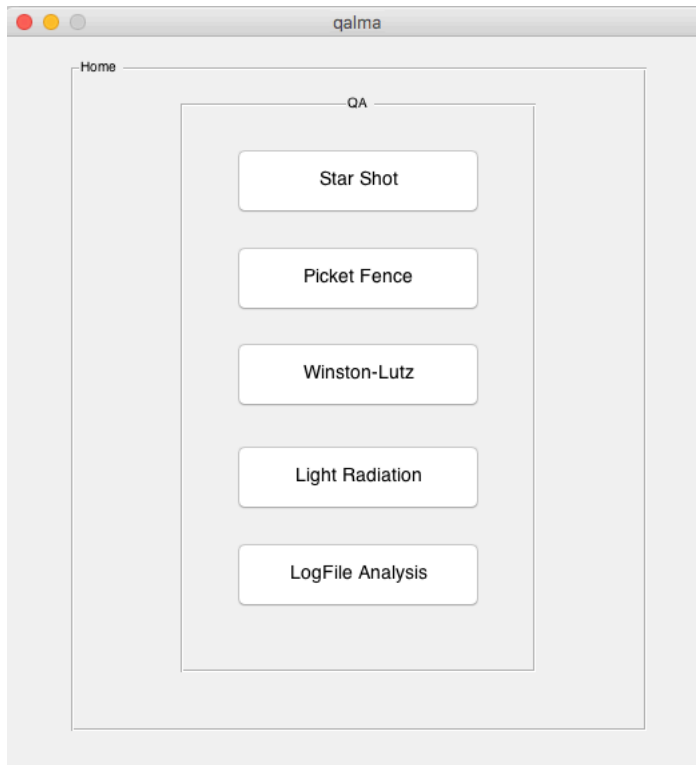 qalma
Home
QA
Star Shot
Picket Fence
Winston-Lutz
Light Radiation
LogFile Analysis